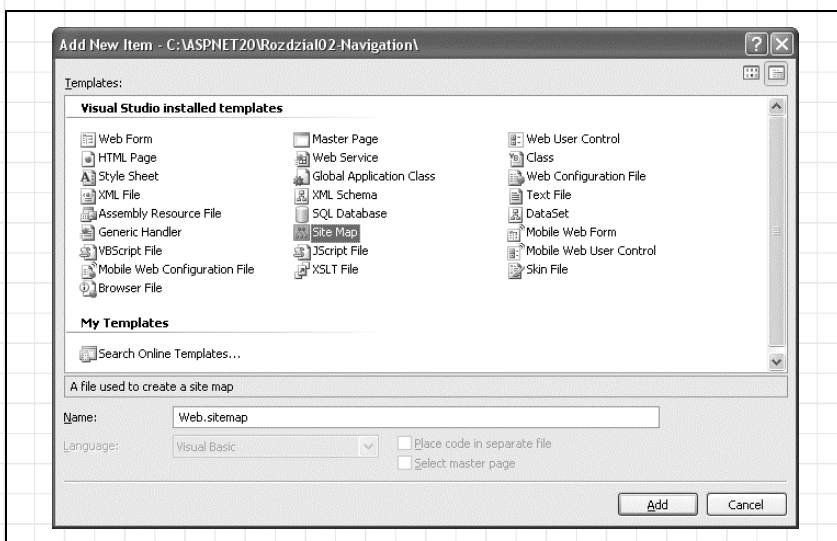 Add New Item - C:\ASPNET20\Rozdzial02-Navigation\
Templates:
Visual Studio installed templates
Web Form
Master Page
Web User Control
HTML Page
Web Service
Class
Style Sheet
Global Application Class
Web Configuration File
XML File
XML Schema
Text File
Assembly Resource File
SQL Database
DataSet
Generic Handler
Site Map
Mobile Web Form
VBScript File
JScript File
Mobile Web User Control
Mobile Web Configuration File
XSLT File
Skin File
Browser File
My Templates
Search Online Templates...
A file used to create a site map
Name:
Web.sitemap
Language:
Visual Basic
Place code in separate file
Select master page
Add
Cancel